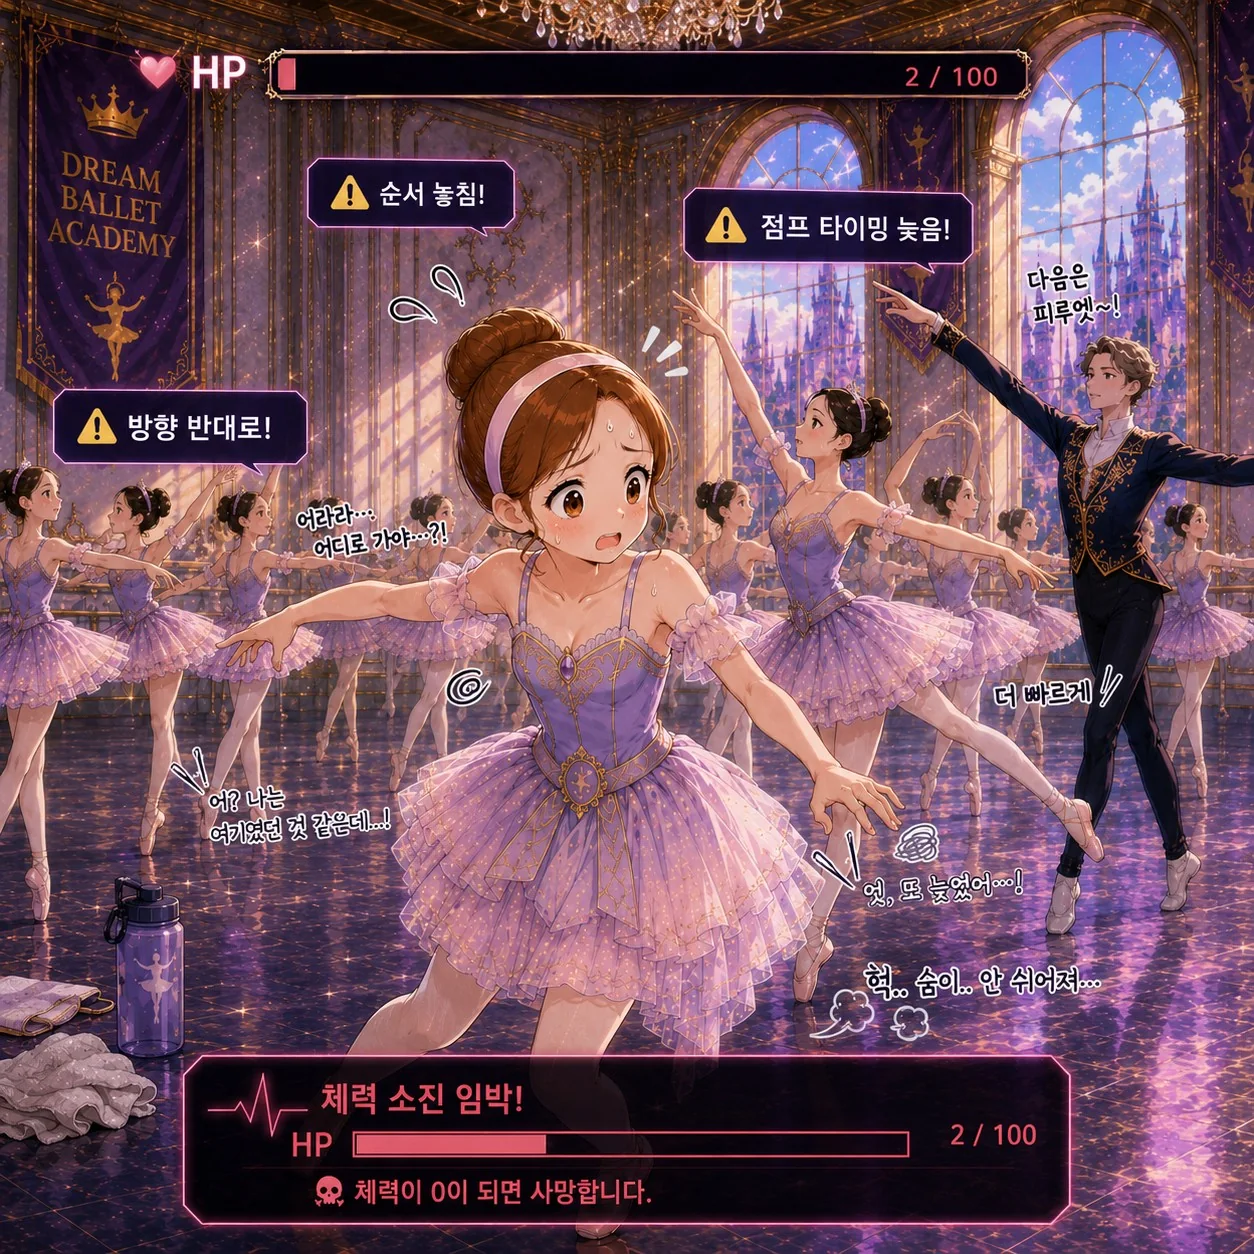 HP
2 / 100
DREAM
BALLET
ACADEMY
순서 놓침!
점프 타이밍 늦음!
다음은
피루엣~!
방향 반대로!
어라라...
어디로 가야...?!
더 빠르게
어? 나는
여기였던 것 같은데..!
엇, 또 늦었어...!
헉.. 숨이.. 안 쉬어져...
체력 소진 임박!
HP
2 / 100
체력이 0이 되면 사망합니다.